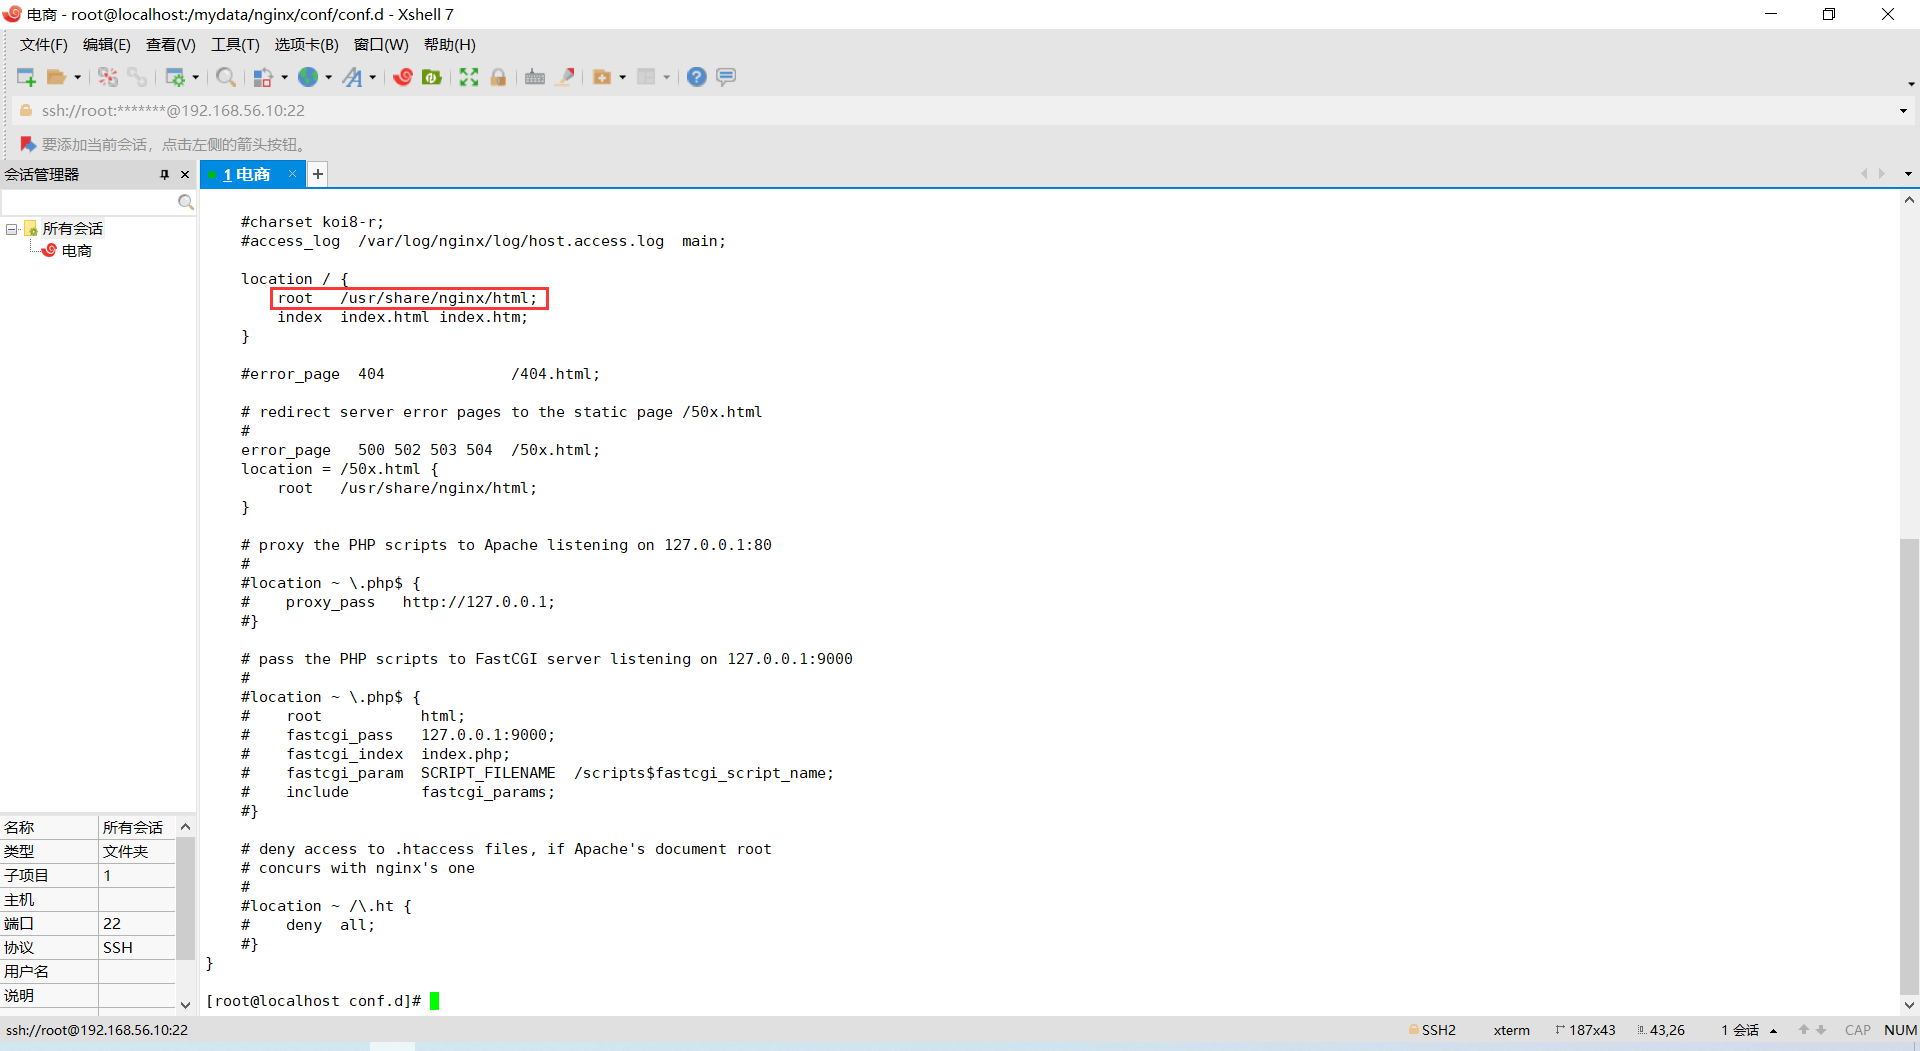 电商 - root@localhost:/mydata/nginx/conf/conf.d - Xshell 7
文件(F) 编辑(E) 查看(V) 工具(T) 选项卡(B) 窗口(W) 帮助(H)
ssh://root:*******@192.168.56.10:22
要添加当前会话，点击左侧的箭头按钮。
会话管理器
1 电商
所有会话
电商
    #charset koi8-r;
    #access_log  /var/log/nginx/log/host.access.log  main;
    location / {
        root   /usr/share/nginx/html;
        index  index.html index.htm;
    }
    #error_page  404              /404.html;
    # redirect server error pages to the static page /50x.html
    #
    error_page   500 502 503 504  /50x.html;
    location = /50x.html {
        root   /usr/share/nginx/html;
    }
    # proxy the PHP scripts to Apache listening on 127.0.0.1:80
    #
    #location ~ \.php$ {
    #    proxy_pass   http://127.0.0.1;
    #}
    # pass the PHP scripts to FastCGI server listening on 127.0.0.1:9000
    #
    #location ~ \.php$ {
    #    root           html;
    #    fastcgi_pass   127.0.0.1:9000;
    #    fastcgi_index  index.php;
    #    fastcgi_param  SCRIPT_FILENAME  /scripts$fastcgi_script_name;
    #    include        fastcgi_params;
    #}
    # deny access to .htaccess files, if Apache's document root
    # concurs with nginx's one
    #
    #location ~ /\.ht {
    #    deny  all;
    #}
}
[root@localhost conf.d]#
名称 所有会话
类型 文件夹
子项目 1
主机
端口 22
协议 SSH
用户名
说明
ssh://root@192.168.56.10:22 SSH2 xterm 187x43 43,26 1 会话 CAP NUM